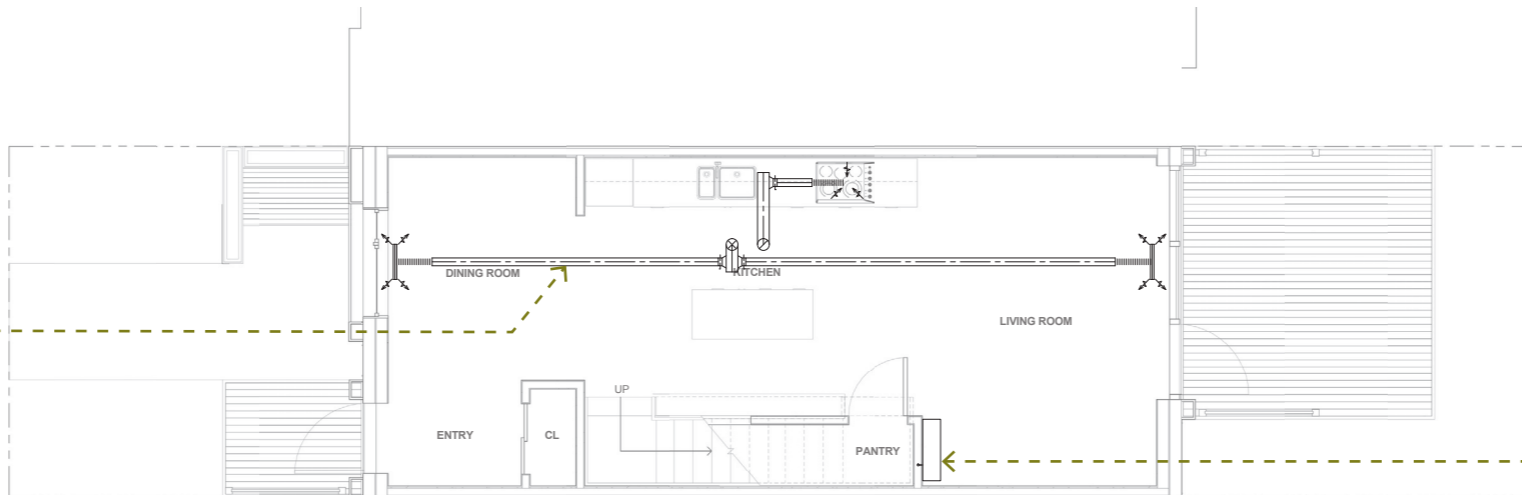 DINING ROOM
KITCHEN
LIVING ROOM
UP
ENTRY
CL
PANTRY